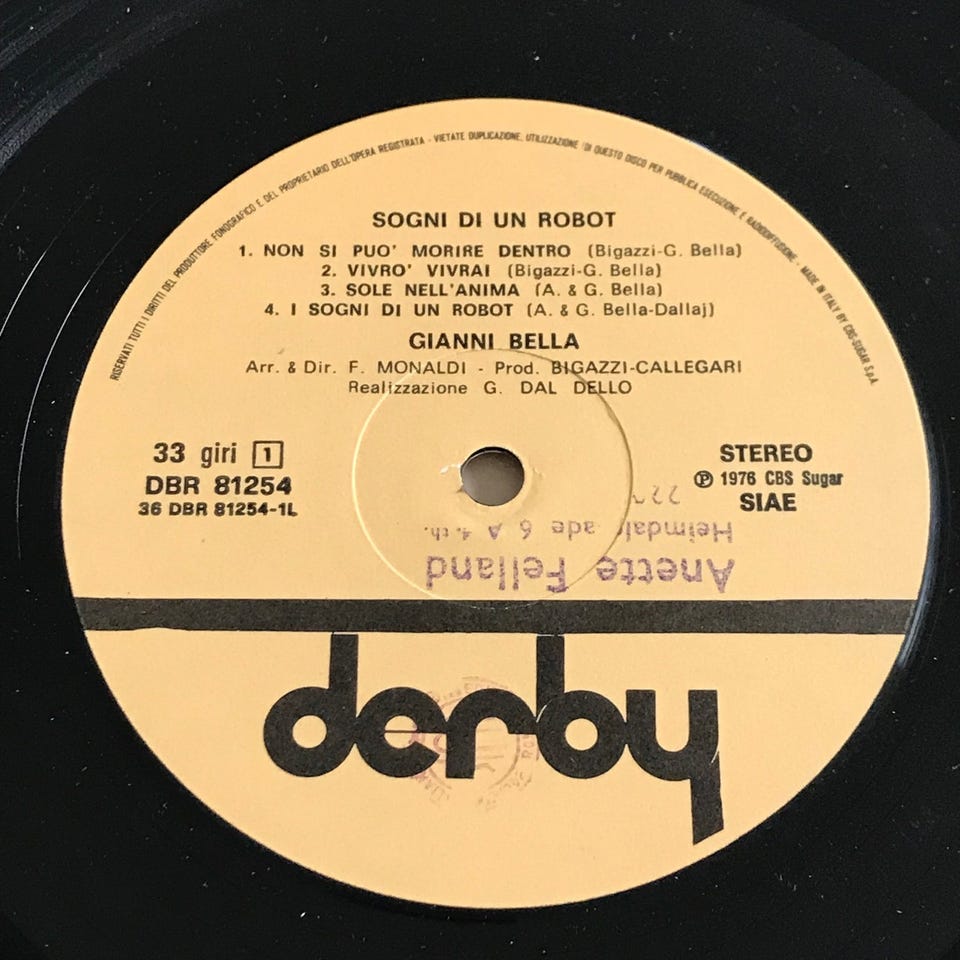 RISERVATI TUTTI I DIRITTI DEL PRODUTTORE FONOGRAFICO E DEL PROPRIETARIO DELL'OPERA REGISTRATA - VIETATE DUPLICAZIONE, UTILIZZAZIONE DI QUESTO DISCO PER PUBBLICA ESECUZIONE E RADIODIFFUSIONE - MADE IN ITALY BY CBS-SUGAR S.p.A.
SOGNI DI UN ROBOT
1. NON SI PUO' MORIRE DENTRO (Bigazzi-G. Bella)
2. VIVRO' VIVRAI (Bigazzi-G. Bella)
3. SOLE NELL'ANIMA (A. & G. Bella)
4. I SOGNI DI UN ROBOT (A. & G. Bella-Dallaj)
GIANNI BELLA
Arr. & Dir. F. MONALDI - Prod. BIGAZZI-CALLEGARI
Realizzazione G. DAL DELLO
33 giri 1
DBR 81254
36 DBR 81254-1L
STEREO
Ⓟ 1976 CBS Sugar
SIAE
Anette Felland
6 A 4. th.
derby